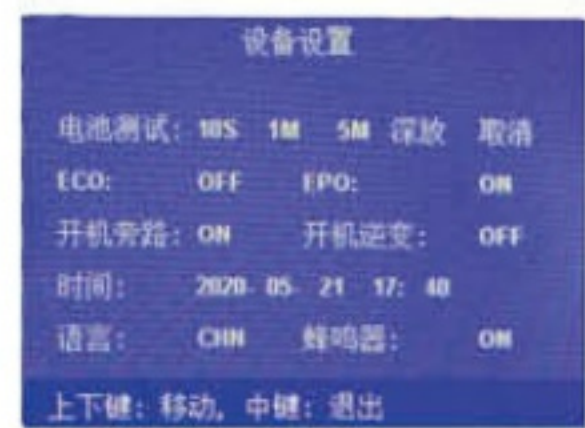 设备设置
电池测试: 10S 1M 5M 深放 取消
ECO: OFF EPO: ON
开机旁路: ON 开机逆变: OFF
时间: 2020- 05- 21 17: 40
语言: CHN 蜂鸣器: ON
上下键: 移动, 中键: 退出